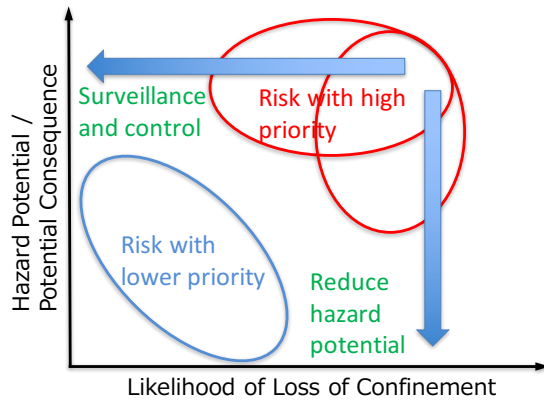 Hazard Potential /
Potential Consequence
Surveillance
and control
Risk with high
priority
Risk with
lower priority
Reduce
hazard
potential
Likelihood of Loss of Confinement